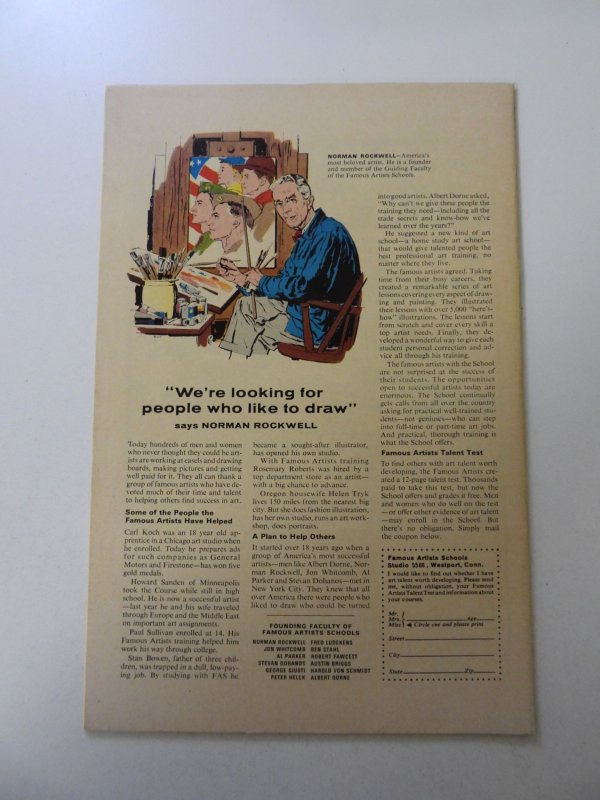 NORMAN ROCKWELL—America's
most beloved artist. He is a founder
and member of the Guiding Faculty
of the Famous Artists Schools.
"We're looking for
people who like to draw"
says NORMAN ROCKWELL
Today hundreds of men and women
who never thought they could be art-
ists are working at easels and drawing
boards, making pictures and getting
well paid for it. They all can thank a
group of famous artists who have de-
voted much of their time and talent
to helping others find success in art.
Some of the People the
Famous Artists Have Helped
Carl Koch was an 18 year old ap-
prentice in a Chicago art studio when
he enrolled. Today he prepares ads
for such companies as General
Motors and Firestone—has won five
gold medals.
Howard Sanden of Minneapolis
took the Course while still in high
school. He is now a successful artist
—last year he and his wife traveled
through Europe and the Middle East
on important art assignments.
Paul Sullivan enrolled at 14. His
Famous Artists training helped him
work his way through college.
Stan Bowen, father of three chil-
dren, was trapped in a dull, low-pay-
ing job. By studying with FAS he
became a sought-after illustrator,
has opened his own studio.
With Famous Artists training
Rosemary Roberts was hired by a
top department store as an artist—
with a big chance to advance.
Oregon housewife Helen Tryk
lives 150 miles from the nearest big
city. But she does fashion illustration,
has her own studio, runs an art work-
shop, does portraits.
A Plan to Help Others
It started over 18 years ago when a
group of America's most successful
artists—men like Albert Dorne, Nor-
man Rockwell, Jon Whitcomb, Al
Parker and Stevan Dohanos—met in
New York City. They knew that all
over America there were people who
liked to draw who could be turned
FOUNDING FACULTY OF
FAMOUS ARTISTS SCHOOLS
NORMAN ROCKWELL FRED LUDEKENS
JON WHITCOMB BEN STAHL
AL PARKER ROBERT FAWCETT
STEVAN DOHANOS AUSTIN BRIGGS
GEORGE GIUSTI HAROLD VON SCHMIDT
PETER HELCK ALBERT DORNE
into good artists. Albert Dorne asked,
"Why can't we give these people the
training they need—including all the
trade secrets and know-how we've
learned over the years?"
He suggested a new kind of art
school—a home study art school—
that would give talented people the
best professional art training, no
matter where they live.
The famous artists agreed. Taking
time from their busy careers, they
created a remarkable series of art
lessons covering every aspect of draw-
ing and painting. They illustrated
their lessons with over 5,000 "here's-
how" illustrations. The lessons start
from scratch and cover every skill a
top artist needs. Finally, they de-
veloped a wonderful way to give each
student personal correction and ad-
vice all through his training.
The famous artists with the School
are not surprised at the success of
their students. The opportunities
open to successful artists today are
enormous. The School continually
gets calls from all over the country
asking for practical well-trained stu-
dents—not geniuses—who can step
into full-time or part-time art jobs.
And practical, thorough training is
what the School offers.
Famous Artists Talent Test
To find others with art talent worth
developing, the Famous Artists cre-
ated a 12-page talent test. Thousands
paid to take this test, but now the
School offers and grades it free. Men
and women who do well on the test
—or offer other evidence of art talent
—may enroll in the School. But
there's no obligation. Simply mail
the coupon below.
Famous Artists Schools
Studio 5586, Westport, Conn.
I would like to find out whether I have
art talent worth developing. Please send
me, without obligation, your Famous
Artists Talent Test and information about
your courses.
Mr.
Mrs. Age
Miss Circle one and please print
Street
City
State Zip